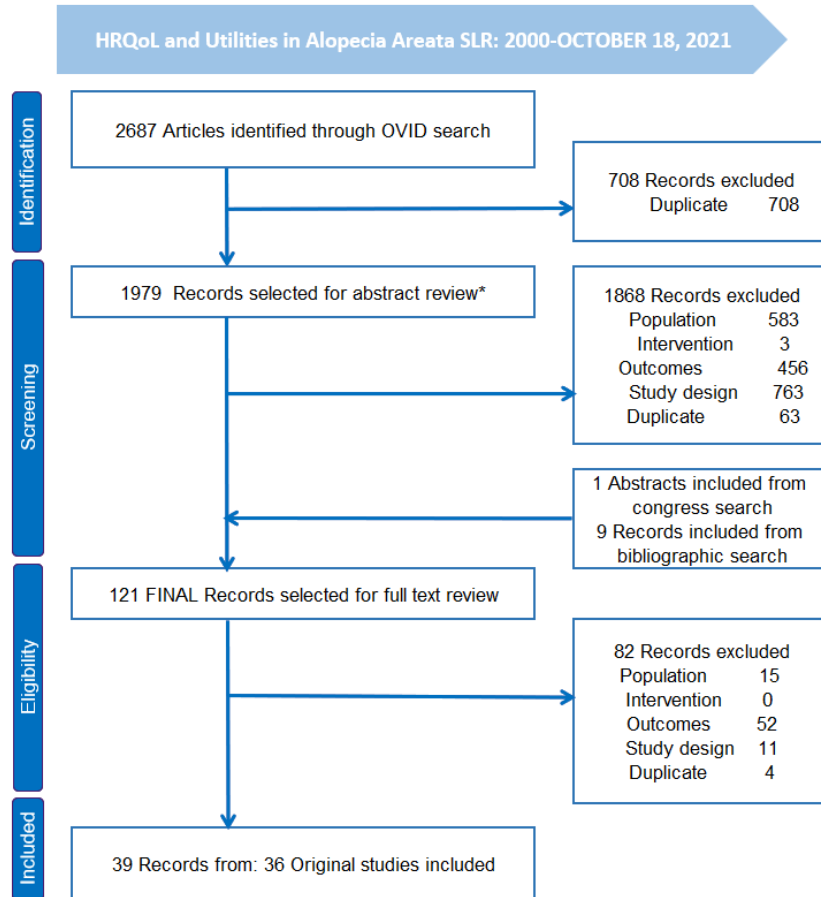 HRQoL and Utilities in Alopecia Areata SLR: 2000-OCTOBER 18, 2021
Identification
2687 Articles identified through OVID search
708 Records excluded
Duplicate 708
Screening
1979 Records selected for abstract review*
1868 Records excluded
Population 583
Intervention 3
Outcomes 456
Study design 763
Duplicate 63
1 Abstracts included from
congress search
9 Records included from
bibliographic search
Eligibility
121 FINAL Records selected for full text review
82 Records excluded
Population 15
Intervention 0
Outcomes 52
Study design 11
Duplicate 4
Included
39 Records from: 36 Original studies included